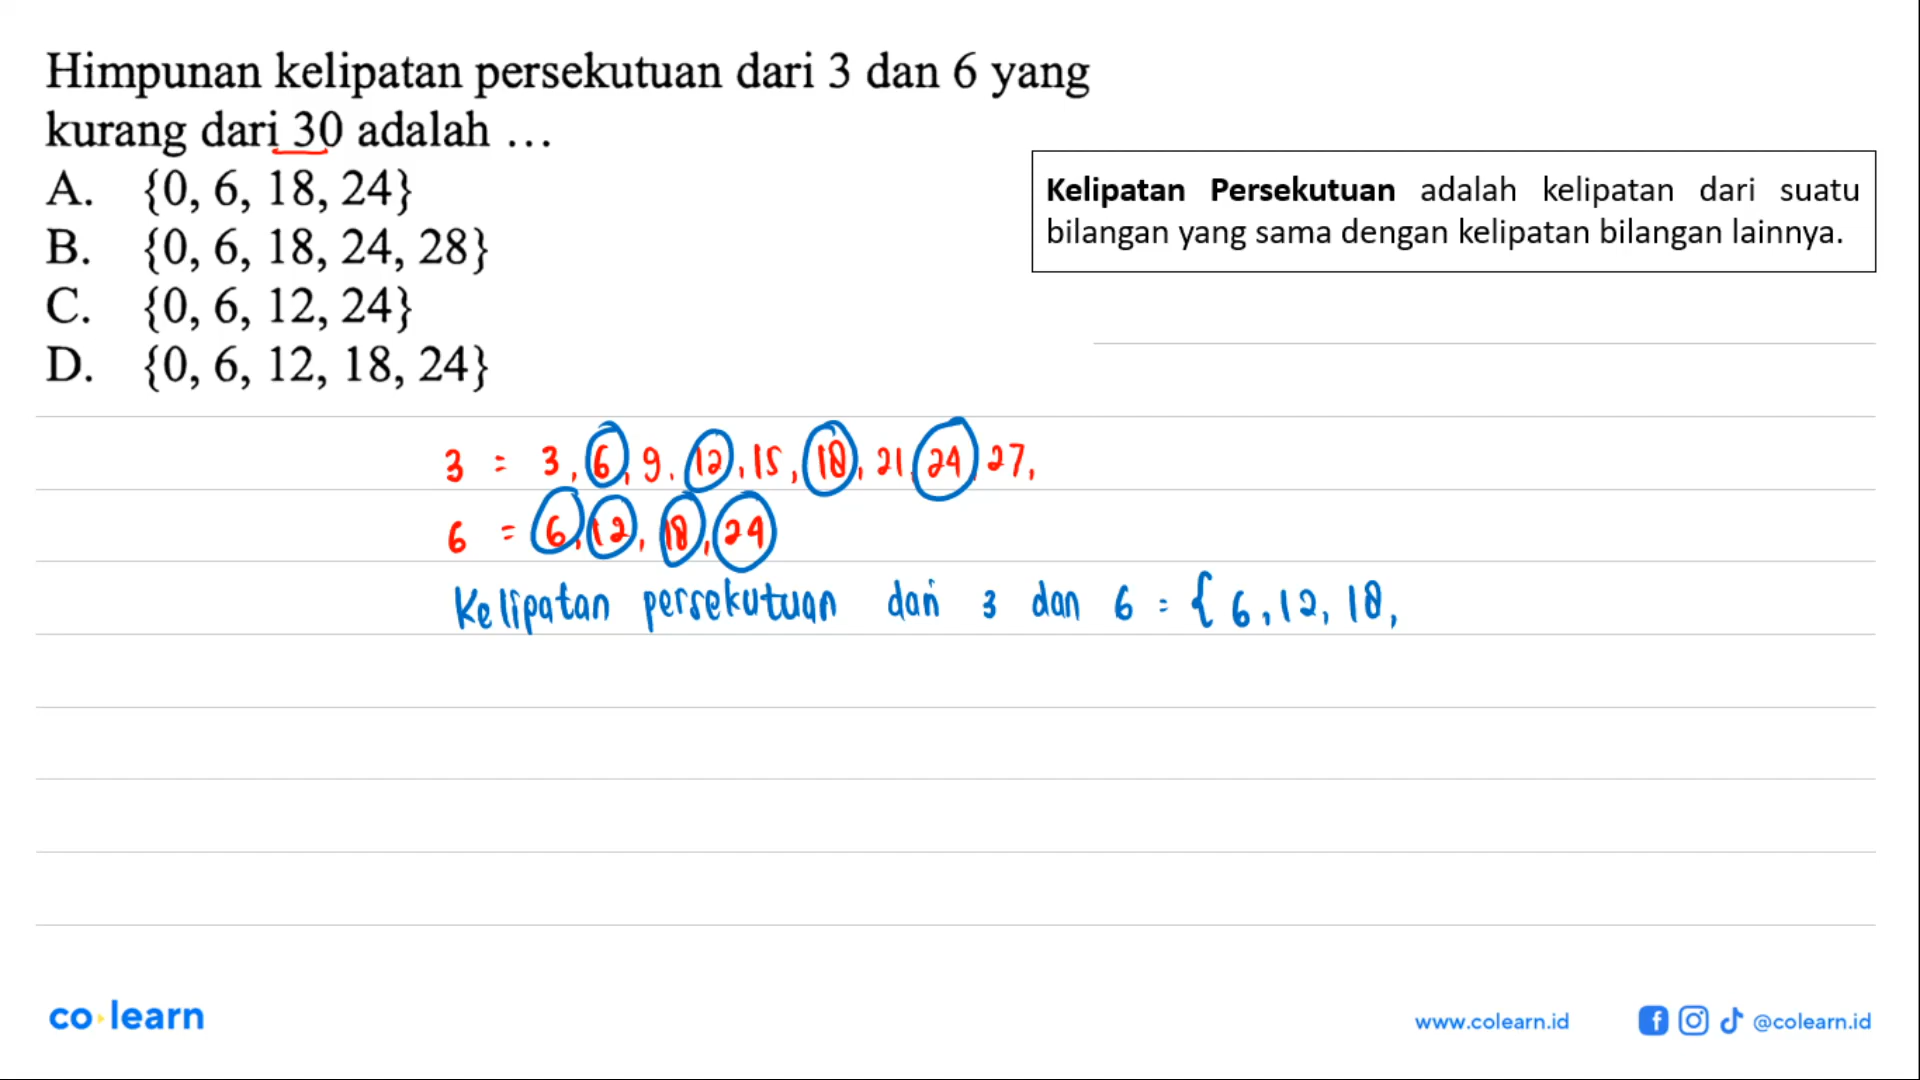 Himpunan kelipatan persekutuan dari 3 dan 6 yang
kurang dari 30 adalah ...
A. {0, 6, 18, 24}
B. {0, 6, 18, 24, 28}
C. {0, 6, 12, 24}
D. {0, 6, 12, 18, 24}
Kelipatan Persekutuan adalah kelipatan dari suatu
bilangan yang sama dengan kelipatan bilangan lainnya.
3 = 3, 6, 9, 12, 15, 18, 21, 24, 27,
6 = 6, 12, 18, 24
Kelipatan persekutuan dari 3 dan 6 = { 6, 12, 18,
co learn
www.colearn.id
@colearn.id